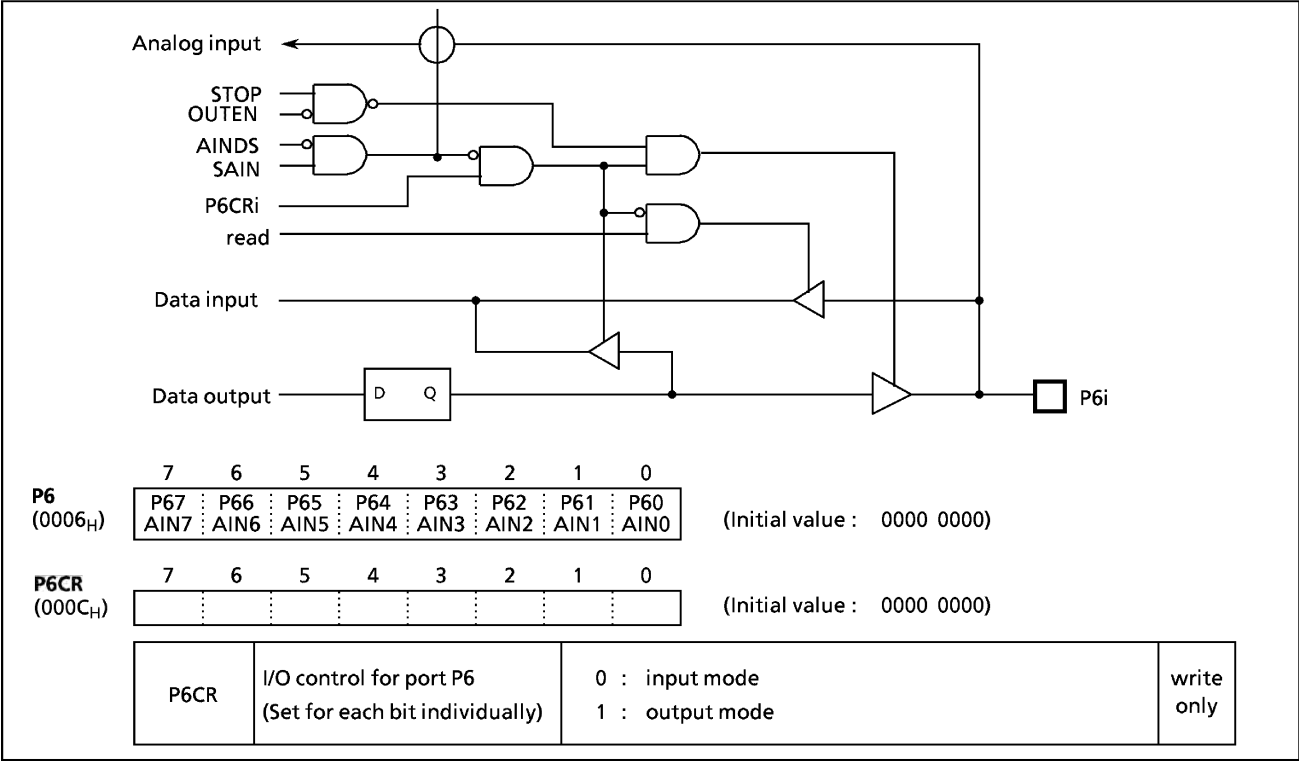 Analog input
STOP
OUTEN
AINDS
SAIN
P6CRi
read
Data input
Data output
D Q
P6i
7 6 5 4 3 2 1 0
P6
(0006H)
P67 P66 P65 P64 P63 P62 P61 P60
AIN7 AIN6 AIN5 AIN4 AIN3 AIN2 AIN1 AIN0
(Initial value : 0000 0000)
7 6 5 4 3 2 1 0
P6CR
(000CH)
(Initial value : 0000 0000)
P6CR
I/O control for port P6
(Set for each bit individually)
0 : input mode
1 : output mode
write
only